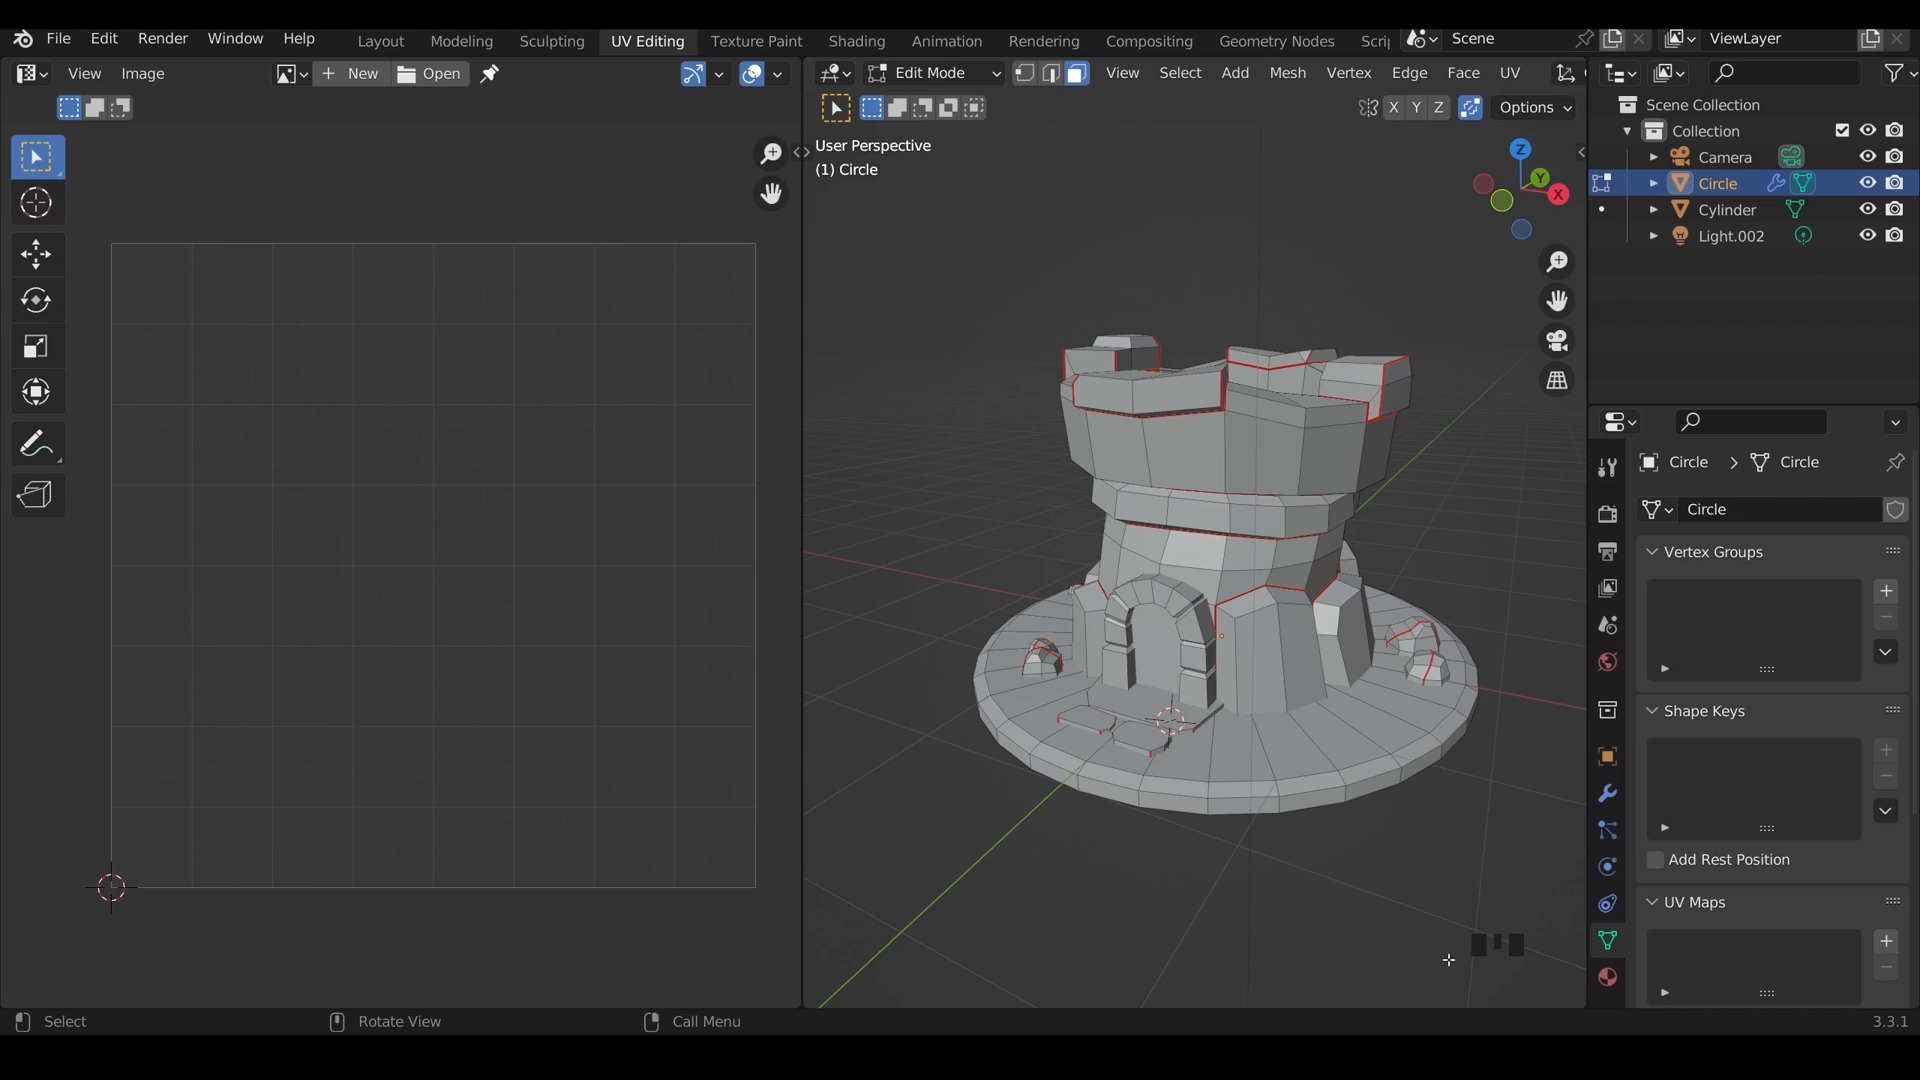 File Edit Render Window Help Layout Modeling Sculpting UV Editing Texture Paint Shading Animation Rendering Compositing Geometry Nodes Scrip Scene ViewLayer
View Image New Open Edit Mode View Select Add Mesh Vertex Edge Face UV
X Y Z Options
User Perspective
(1) Circle
Z
Y
X
Scene Collection
Collection
Camera
Circle
Cylinder
Light.002
Circle Circle
Circle
Vertex Groups
Shape Keys
Add Rest Position
UV Maps
Select Rotate View Call Menu 3.3.1